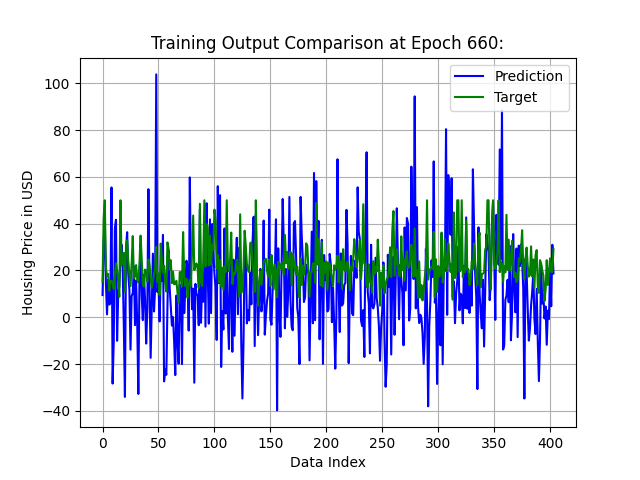 Training Output Comparison at Epoch 660:
Prediction
Target
Housing Price in USD
100
80
60
40
20
0
−20
−40
0 50 100 150 200 250 300 350 400
Data Index